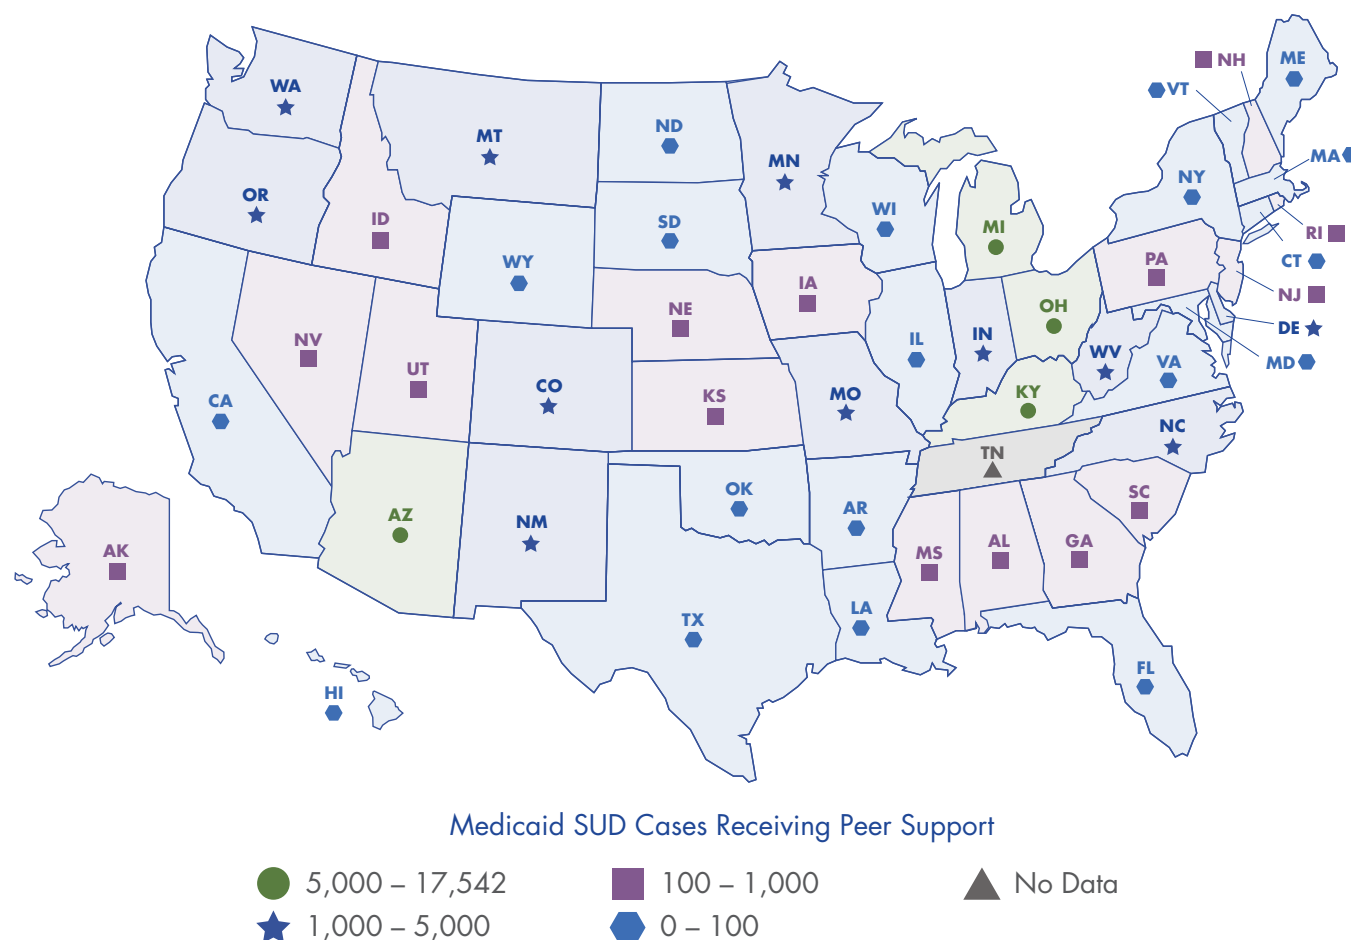 NH
ME
VT
WA
MT
ND
MN
MA
OR
ID
SD
WI
NY
MI
RI
WY
PA
CT
IA
NJ
NE
OH
DE
NV
UT
IL
IN
WV
VA
MD
CO
KS
MO
KY
CA
NC
TN
AZ
NM
OK
AR
SC
AK
MS
AL
GA
TX
LA
HI
FL
Medicaid SUD Cases Receiving Peer Support
5,000 – 17,542
100 – 1,000
No Data
1,000 – 5,000
0 – 100